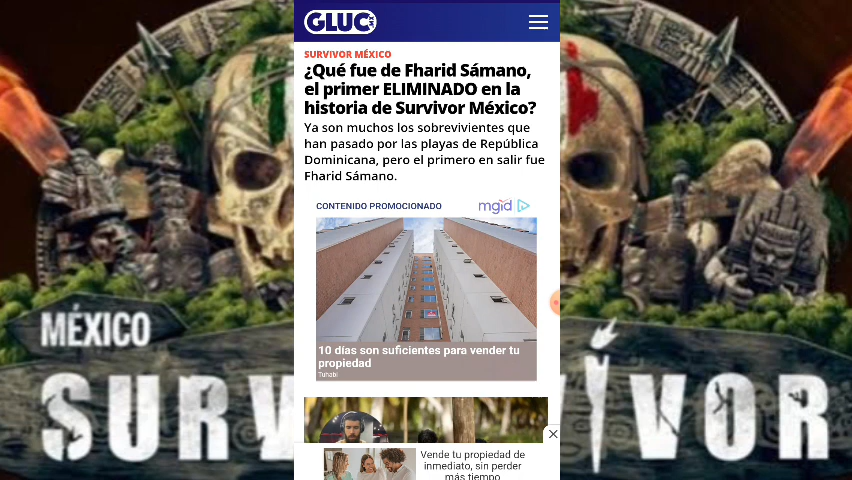 GLUC.MX
SURVIVOR MÉXICO
¿Qué fue de Fharid Sámano,
el primer ELIMINADO en la
historia de Survivor México?
Ya son muchos los sobrevivientes que
han pasado por las playas de República
Dominicana, pero el primero en salir fue
Fharid Sámano.
CONTENIDO PROMOCIONADO
mgid
10 días son suficientes para vender tu
propiedad
Tuhabi
Vende tu propiedad de
inmediato, sin perder
más tiempo
MÉXICO
SURV
VIVOR